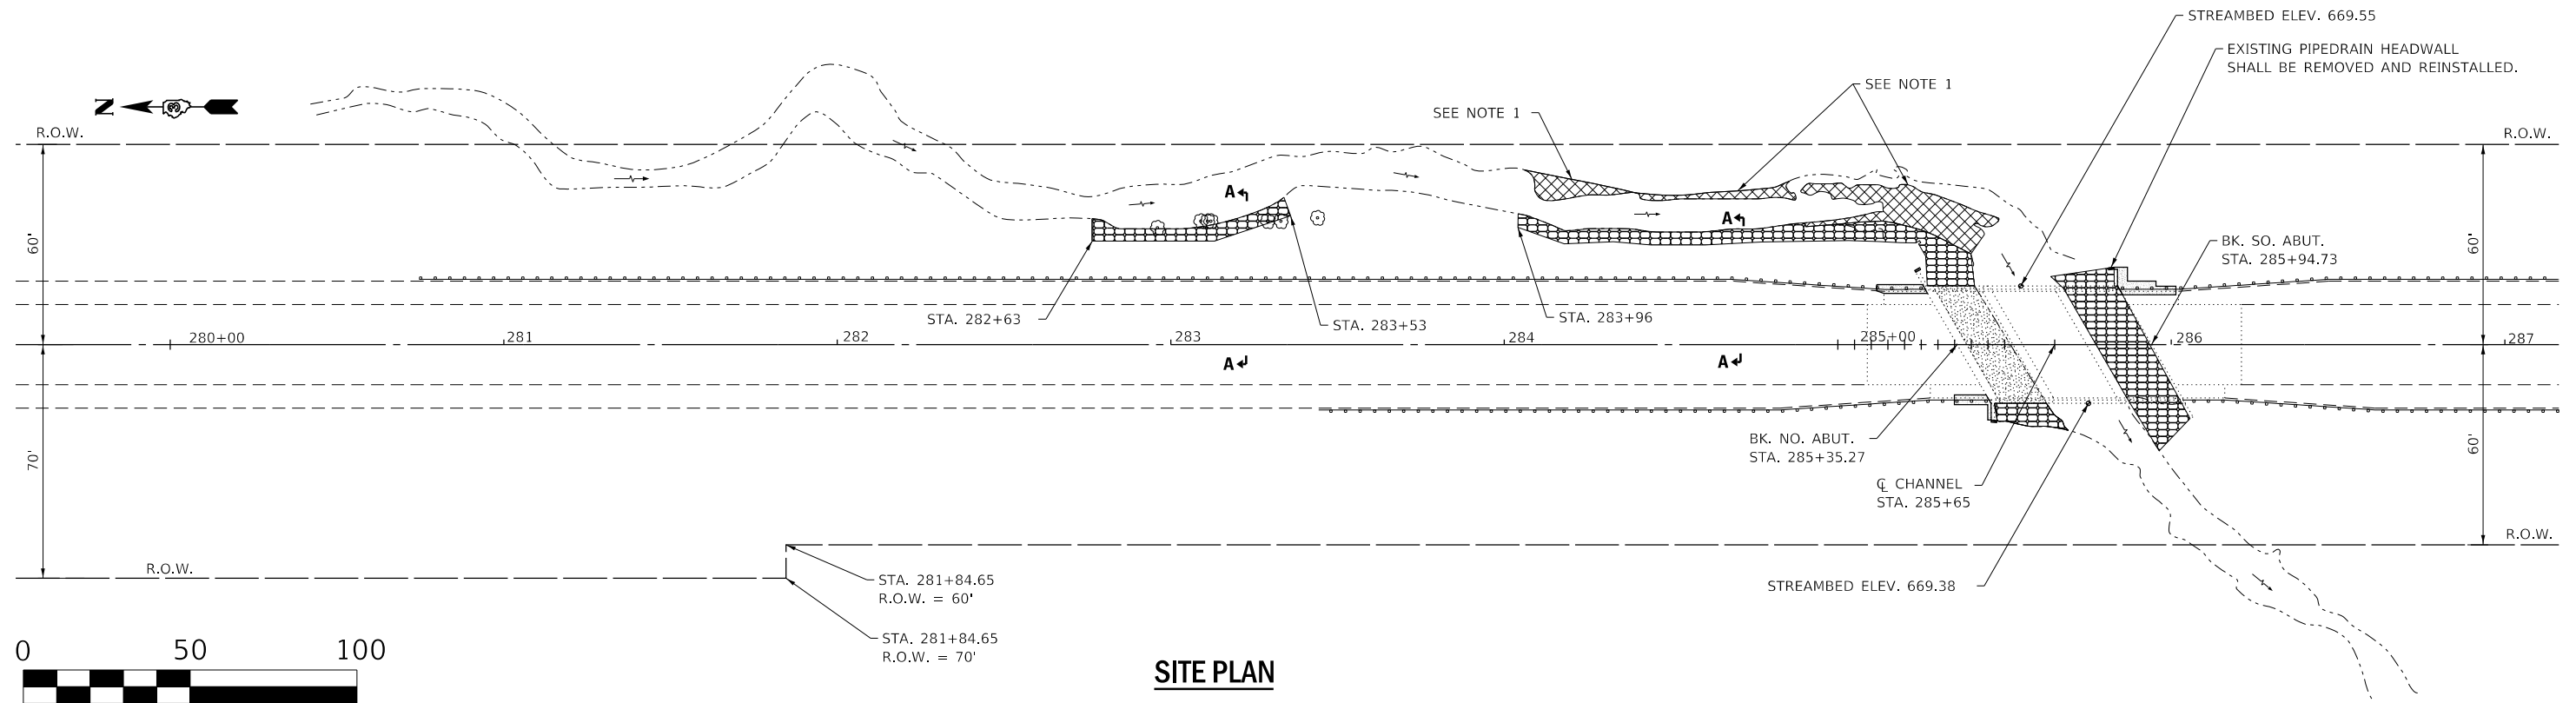 STREAMBED ELEV. 669.55
EXISTING PIPEDRAIN HEADWALL
SHALL BE REMOVED AND REINSTALLED.
SEE NOTE 1
SEE NOTE 1
N
3
R.O.W.
R.O.W.
A
A
60'
60'
BK. SO. ABUT.
STA. 285+94.73
STA. 282+63
STA. 283+53
STA. 283+96
280+00
281
282
283
284
285+00
286
287
A
A
BK. NO. ABUT.
STA. 285+35.27
70'
60'
℄ CHANNEL
STA. 285+65
R.O.W.
R.O.W.
STA. 281+84.65
R.O.W. = 60'
STREAMBED ELEV. 669.38
STA. 281+84.65
R.O.W. = 70'
0 50 100
SITE PLAN